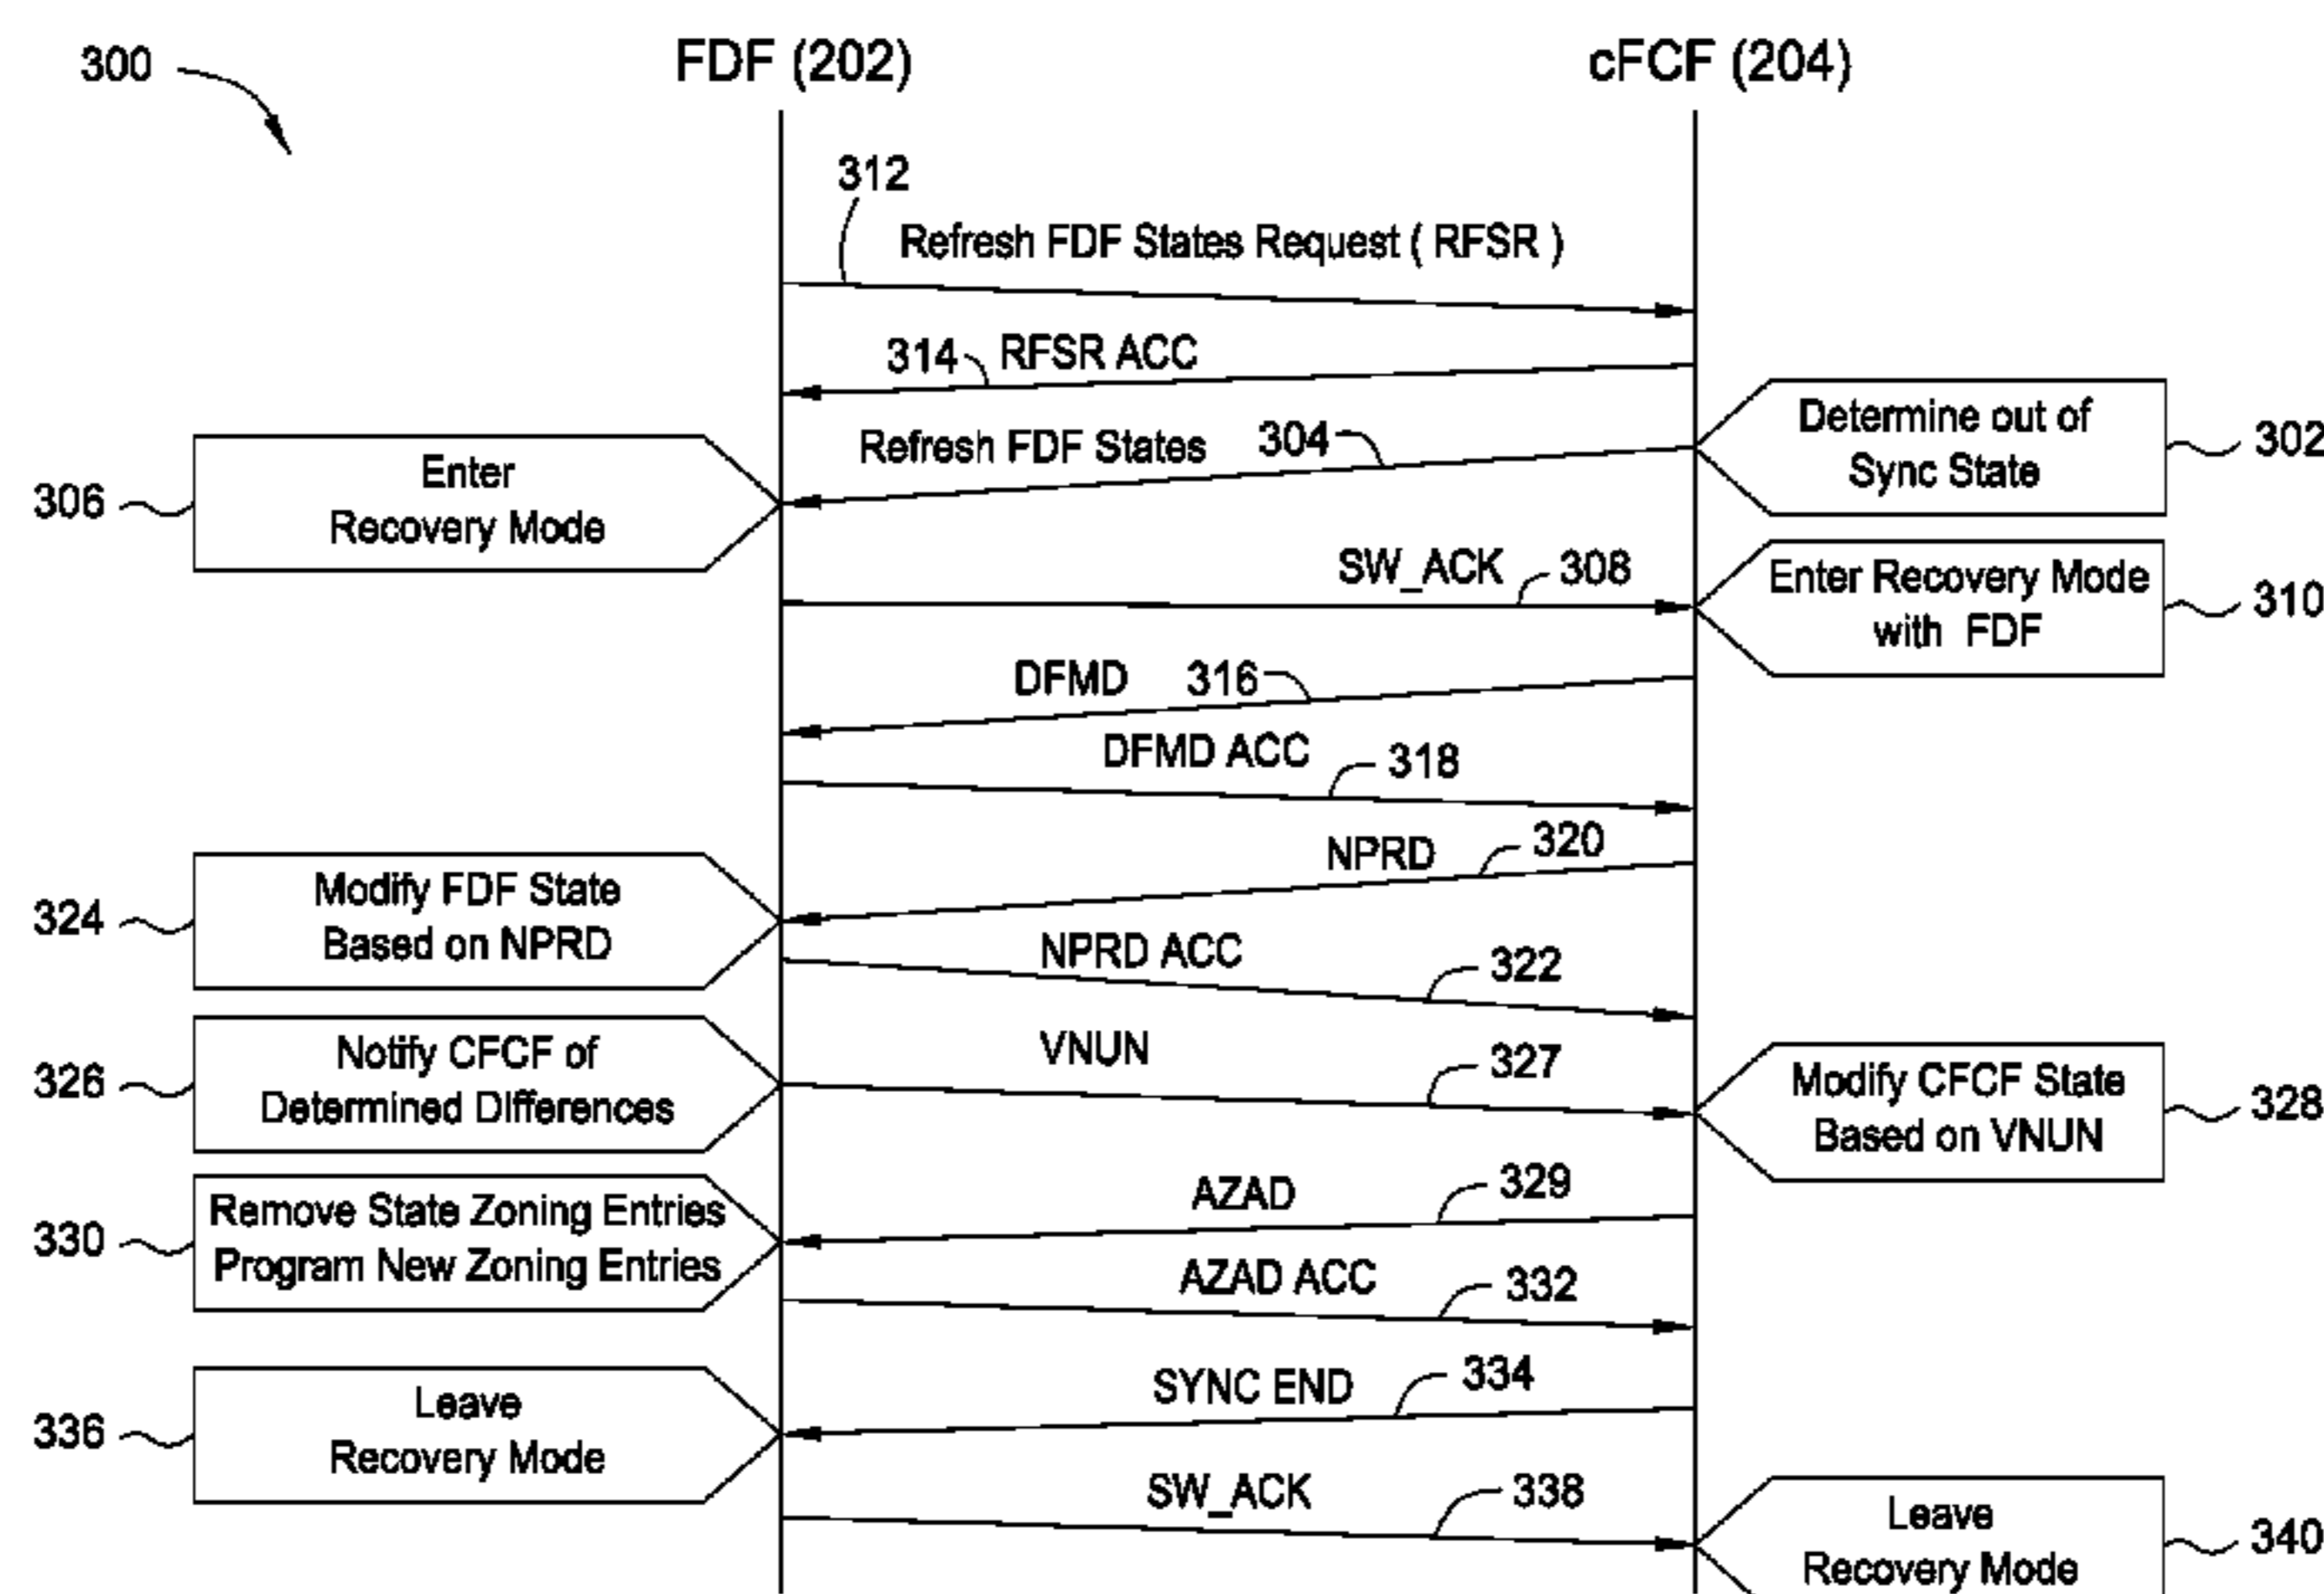 300
FDF (202)
cFCF (204)
312
Refresh FDF States Request ( RFSR )
314
RFSR ACC
Refresh FDF States
304
Determine out of
Sync State
302
306
Enter
Recovery Mode
SW_ACK
308
Enter Recovery Mode
with FDF
310
DFMD
316
DFMD ACC
318
NPRD
320
324
Modify FDF State
Based on NPRD
NPRD ACC
322
326
Notify CFCF of
Determined Differences
VNUN
327
Modify CFCF State
Based on VNUN
328
AZAD
329
330
Remove State Zoning Entries
Program New Zoning Entries
AZAD ACC
332
SYNC END
334
336
Leave
Recovery Mode
SW_ACK
338
Leave
Recovery Mode
340